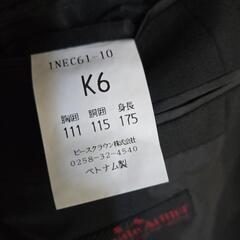 1NEC61-10
K6
胸囲 胴囲 身長
111 115 175
ピースクラウン株式会社
0258-32-4540
ベトナム製